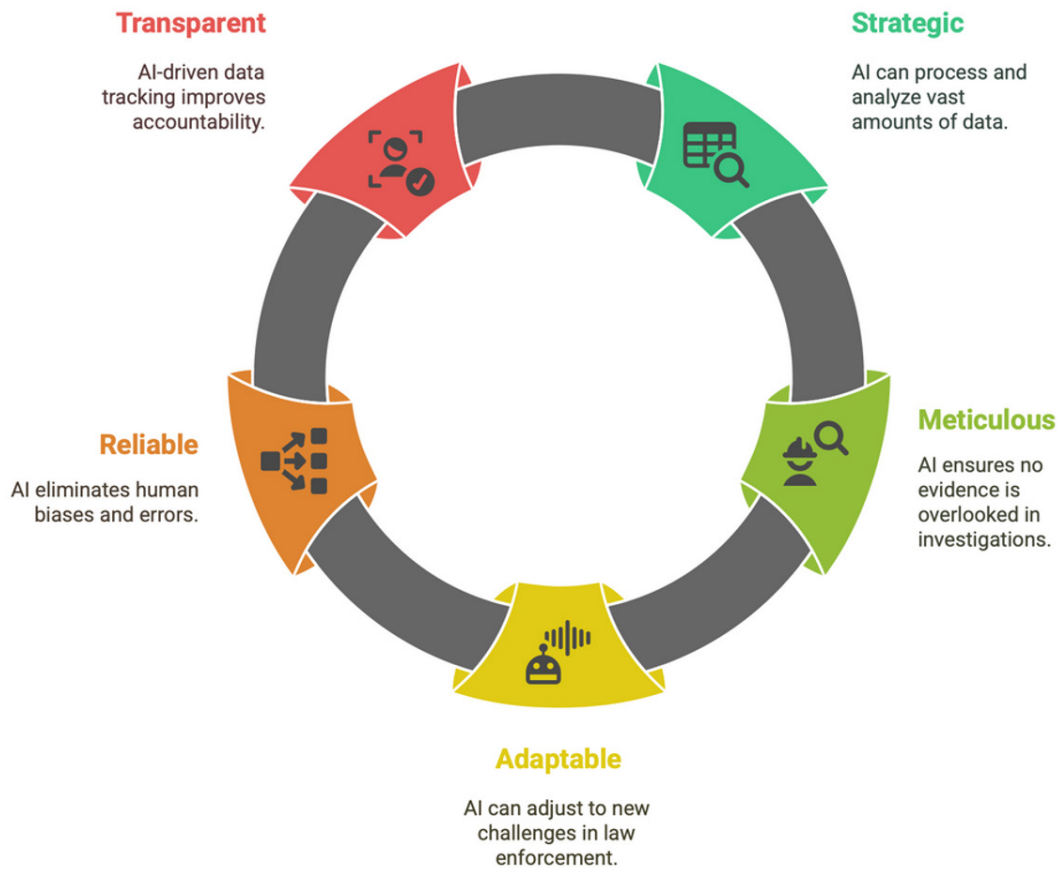 Transparent
AI-driven data
tracking improves
accountability.
Strategic
AI can process and
analyze vast
amounts of data.
Reliable
AI eliminates human
biases and errors.
Meticulous
AI ensures no
evidence is
overlooked in
investigations.
Adaptable
AI can adjust to new
challenges in law
enforcement.